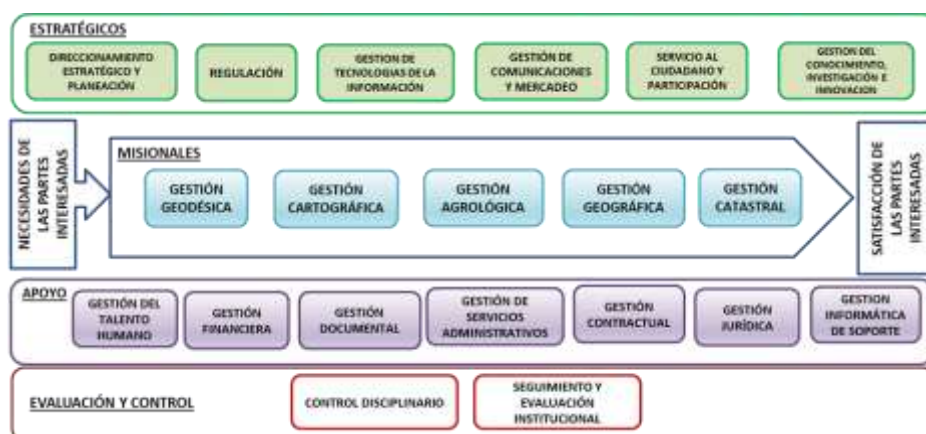 ESTRATÉGICOS
DIRECCIONAMIENTO
ESTRATÉGICO Y
PLANEACIÓN
REGULACIÓN
GESTION DE
TECNOLOGIAS DE LA
INFORMACIÓN
GESTIÓN DE
COMUNICACIONES
Y MERCADEO
SERVICIO AL
CIUDADANO Y
PARTICIPACIÓN
GESTION DEL
CONOCIMIENTO,
INVESTIGACIÓN E
INNOVACION
NECESIDADES DE
LAS PARTES
INTERESADAS
MISIONALES
GESTIÓN
GEODÉSICA
GESTIÓN
CARTOGRÁFICA
GESTIÓN
AGROLÓGICA
GESTIÓN
GEOGRÁFICA
GESTIÓN
CATASTRAL
SATISFACCIÓN DE
LAS PARTES
INTERESADAS
APOYO
GESTIÓN DEL
TALENTO
HUMANO
GESTIÓN
FINANCIERA
GESTIÓN
DOCUMENTAL
GESTIÓN DE
SERVICIOS
ADMINISTRATIVOS
GESTIÓN
CONTRACTUAL
GESTIÓN
JURÍDICA
GESTION
INFORMÁTICA
DE SOPORTE
EVALUACIÓN Y CONTROL
CONTROL DISCIPLINARIO
SEGUIMIENTO Y
EVALUACIÓN
INSTITUCIONAL